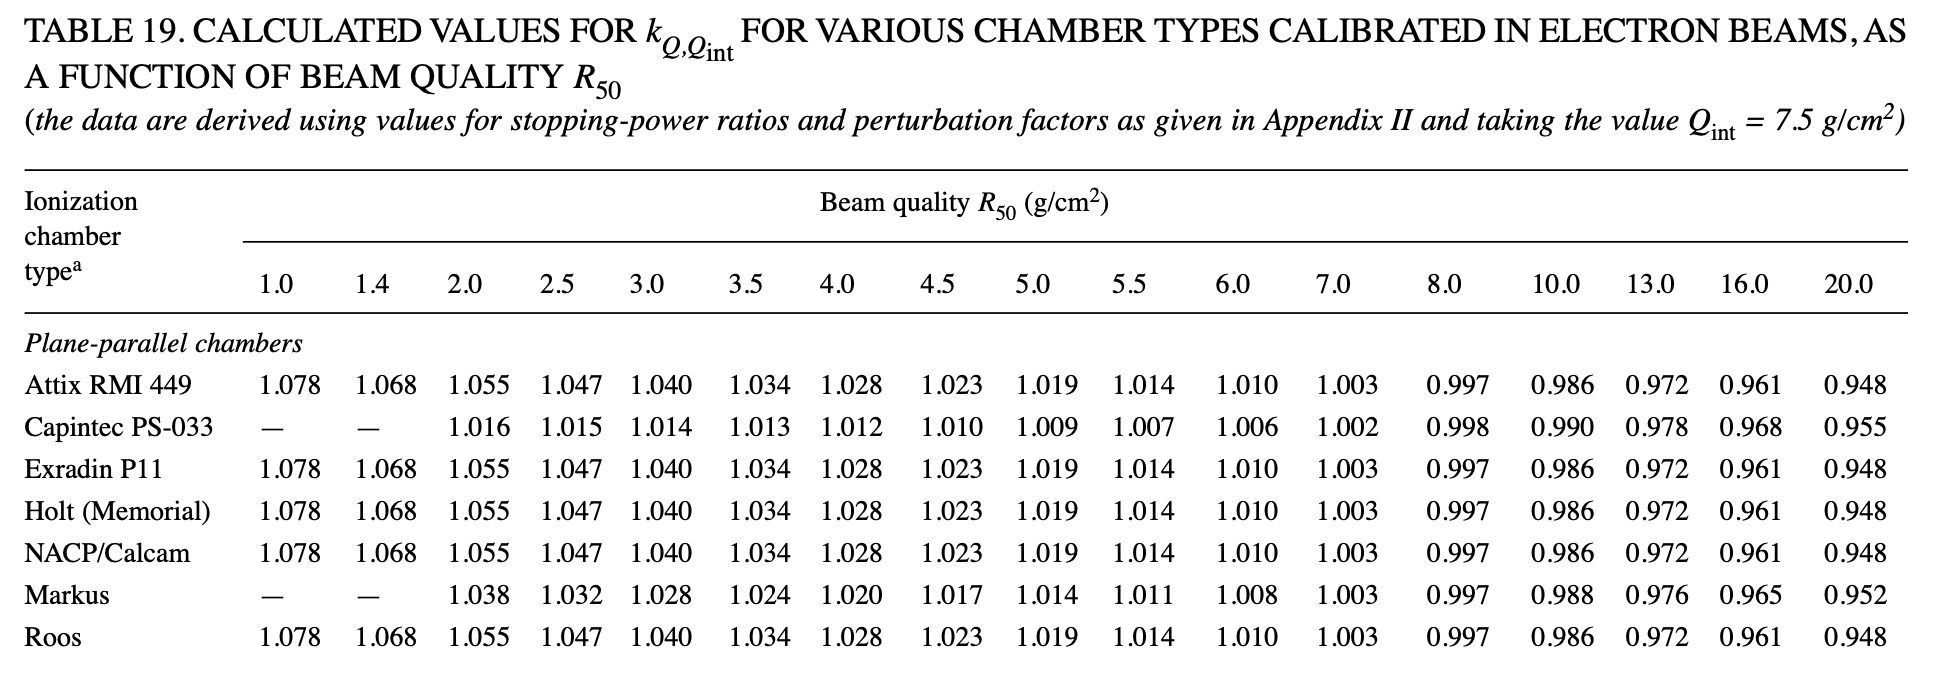 TABLE 19. CALCULATED VALUES FOR k_Q,Qint FOR VARIOUS CHAMBER TYPES CALIBRATED IN ELECTRON BEAMS, AS
A FUNCTION OF BEAM QUALITY R50
(the data are derived using values for stopping-power ratios and perturbation factors as given in Appendix II and taking the value Qint = 7.5 g/cm²)
Ionization chamber typeᵃ
Beam quality R50 (g/cm²)
1.0 1.4 2.0 2.5 3.0 3.5 4.0 4.5 5.0 5.5 6.0 7.0 8.0 10.0 13.0 16.0 20.0
Plane-parallel chambers
Attix RMI 449 1.078 1.068 1.055 1.047 1.040 1.034 1.028 1.023 1.019 1.014 1.010 1.003 0.997 0.986 0.972 0.961 0.948
Capintec PS-033 — — 1.016 1.015 1.014 1.013 1.012 1.010 1.009 1.007 1.006 1.002 0.998 0.990 0.978 0.968 0.955
Exradin P11 1.078 1.068 1.055 1.047 1.040 1.034 1.028 1.023 1.019 1.014 1.010 1.003 0.997 0.986 0.972 0.961 0.948
Holt (Memorial) 1.078 1.068 1.055 1.047 1.040 1.034 1.028 1.023 1.019 1.014 1.010 1.003 0.997 0.986 0.972 0.961 0.948
NACP/Calcam 1.078 1.068 1.055 1.047 1.040 1.034 1.028 1.023 1.019 1.014 1.010 1.003 0.997 0.986 0.972 0.961 0.948
Markus — — 1.038 1.032 1.028 1.024 1.020 1.017 1.014 1.011 1.008 1.003 0.997 0.988 0.976 0.965 0.952
Roos 1.078 1.068 1.055 1.047 1.040 1.034 1.028 1.023 1.019 1.014 1.010 1.003 0.997 0.986 0.972 0.961 0.948